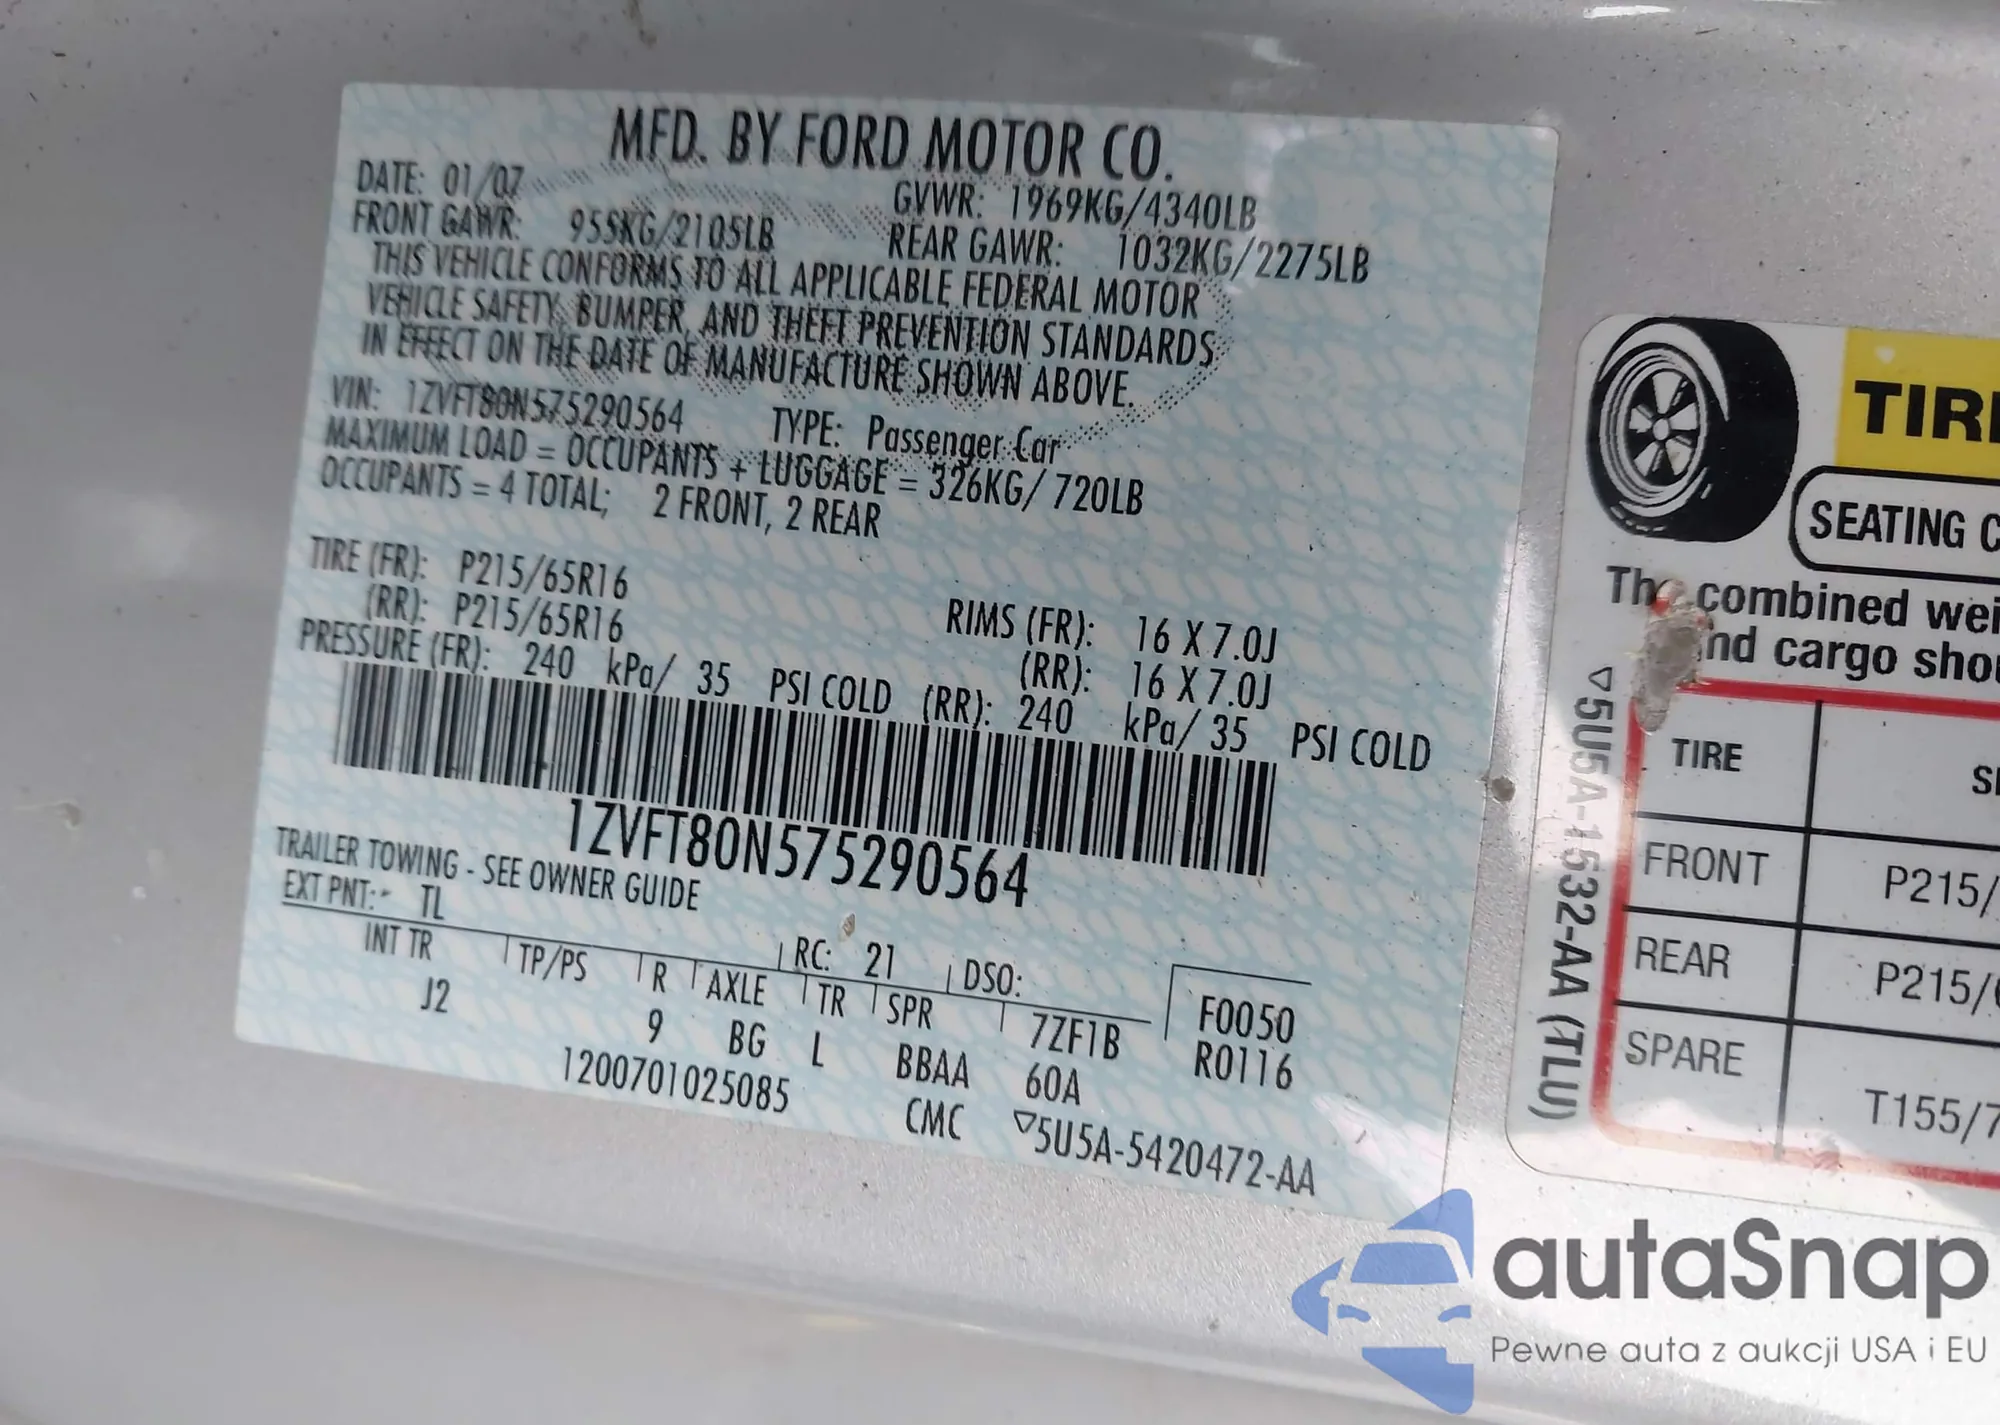 MFD. BY FORD MOTOR CO.
DATE: 01/07 GVWR: 1969KG/4340LB
FRONT GAWR: 955KG/2105LB REAR GAWR: 1032KG/2275LB
THIS VEHICLE CONFORMS TO ALL APPLICABLE FEDERAL MOTOR
VEHICLE SAFETY, BUMPER, AND THEFT PREVENTION STANDARDS
IN EFFECT ON THE DATE OF MANUFACTURE SHOWN ABOVE.
VIN: 1ZVFT80N575290564 TYPE: Passenger Car
MAXIMUM LOAD = OCCUPANTS + LUGGAGE = 326KG/ 720LB
OCCUPANTS = 4 TOTAL; 2 FRONT, 2 REAR
TIRE (FR): P215/65R16 RIMS (FR): 16 X 7.0J
(RR): P215/65R16 (RR): 16 X 7.0J
PRESSURE (FR): 240 kPa/ 35 PSI COLD (RR): 240 kPa/ 35 PSI COLD
1ZVFT80N575290564
TRAILER TOWING - SEE OWNER GUIDE
EXT PNT: TL RC: 21 DSO: F0050
INT TR TP/PS R AXLE TR SPR 7ZF1B R0116
J2 9 BG L BBAA 60A
1200701025085 CMC ▽5U5A-5420472-AA
TIR
SEATING C
The combined wei
nd cargo sho
▽5U5A-1532-AA (TLU)
TIRE SI
FRONT P215/
REAR P215/6
SPARE T155/7
autaSnap
Pewne auta z aukcji USA i EU